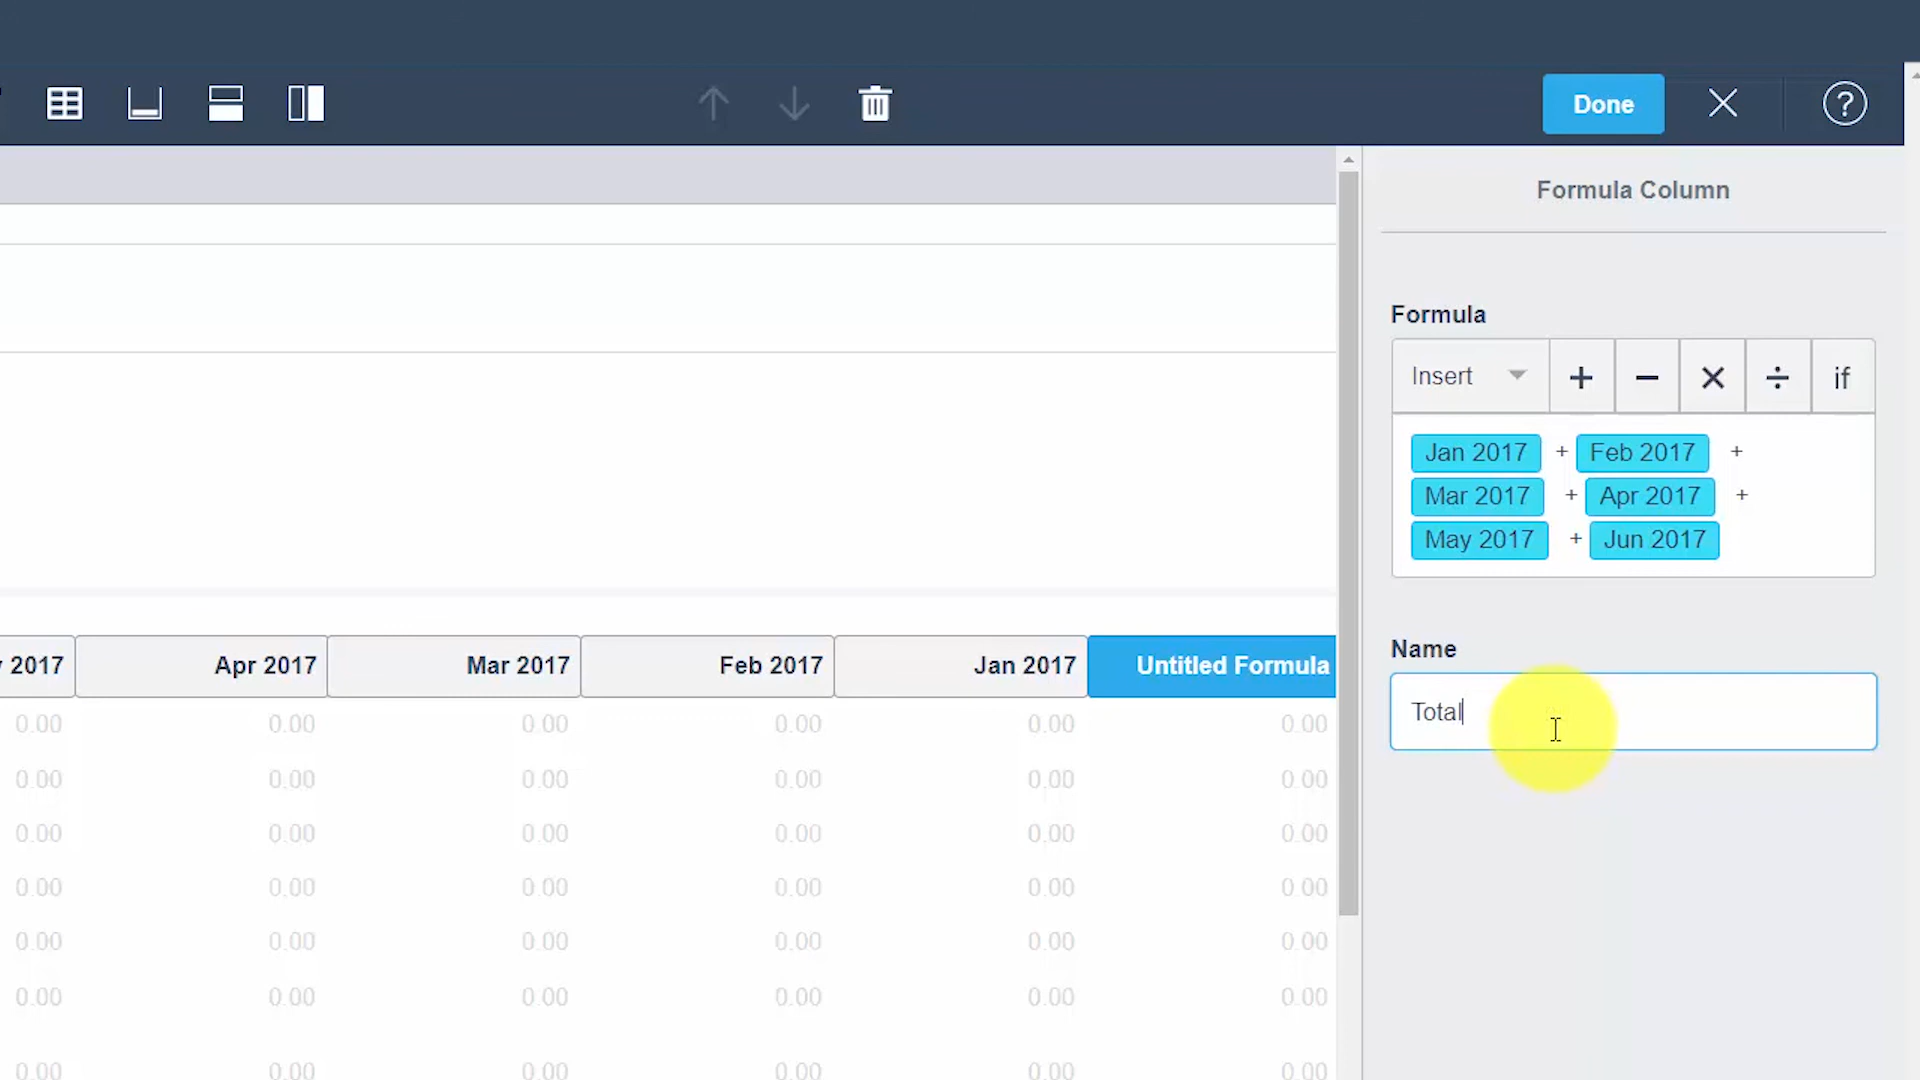 Done ?
Formula Column
Formula
Insert + − × ÷ if
Jan 2017 + Feb 2017 +
Mar 2017 + Apr 2017 +
May 2017 + Jun 2017
Name
Total
2017 Apr 2017 Mar 2017 Feb 2017 Jan 2017 Untitled Formula
0.00 0.00 0.00 0.00 0.00 0.00
0.00 0.00 0.00 0.00 0.00 0.00
0.00 0.00 0.00 0.00 0.00 0.00
0.00 0.00 0.00 0.00 0.00 0.00
0.00 0.00 0.00 0.00 0.00 0.00
0.00 0.00 0.00 0.00 0.00 0.00
0.00 0.00 0.00 0.00 0.00 0.00